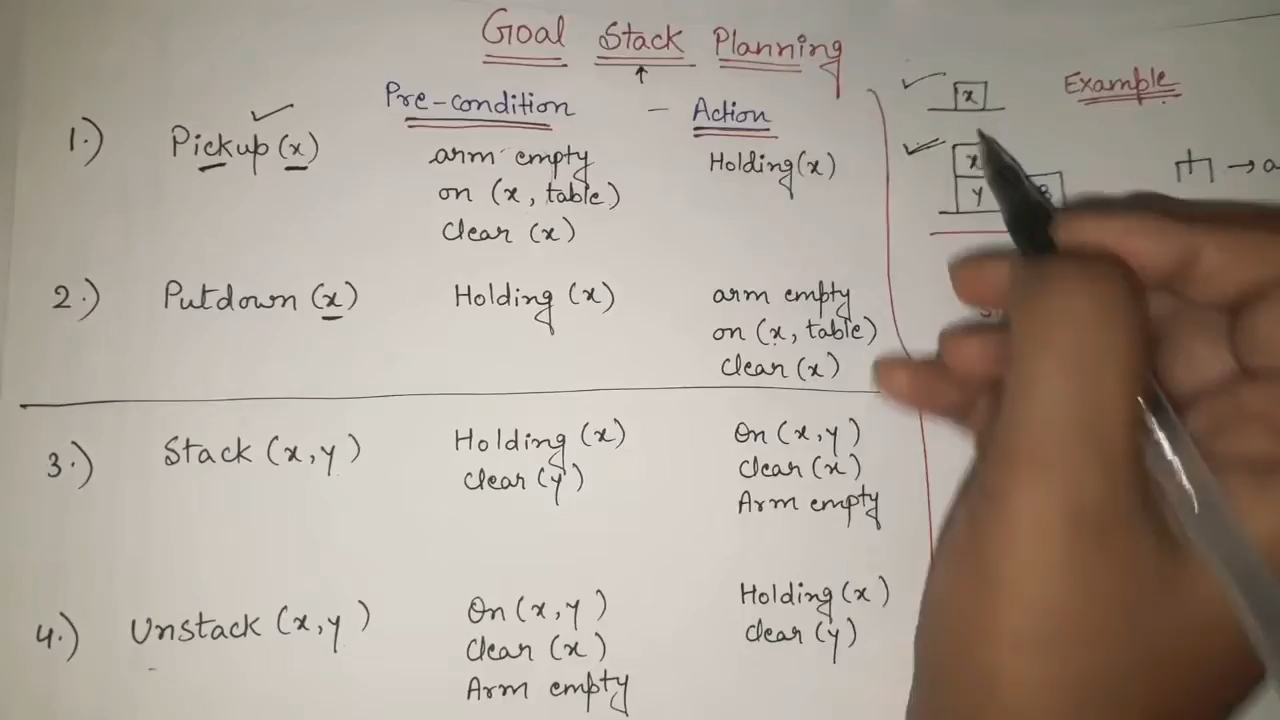 Goal Stack Planning
Pre-condition - Action
1.) Pickup (x) arm empty Holding (x)
on (x, table)
clear (x)
2.) Putdown (x) Holding (x) arm empty
on (x, table)
clear (x)
3.) Stack (x,y) Holding (x) On (x,y)
clear (y) clear (x)
Arm empty
4.) Unstack (x,y) On (x,y) Holding (x)
clear (x) clear (y)
Arm empty
x
Example
x
y B
→ a